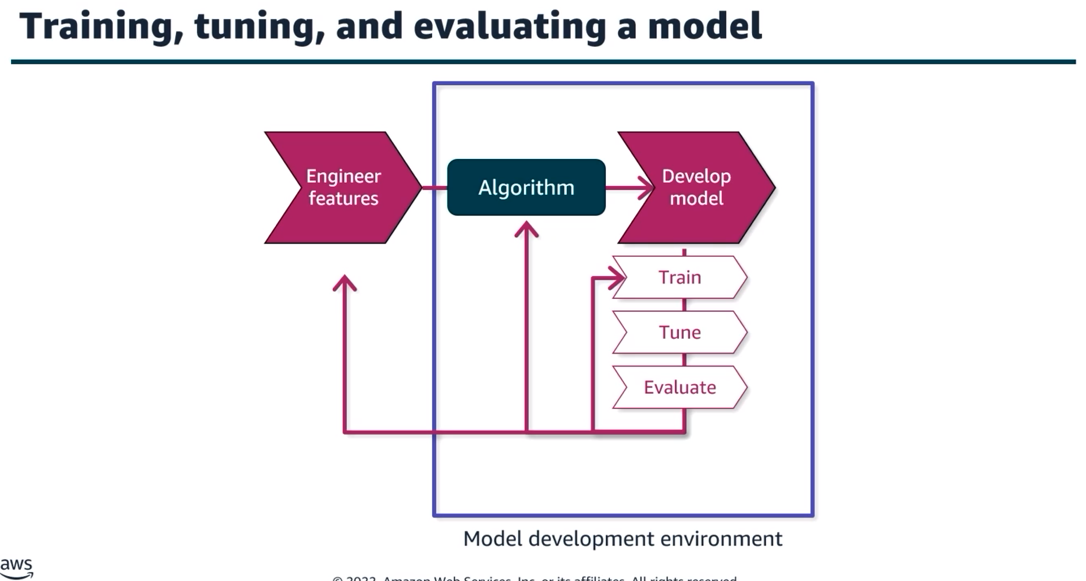 Training, tuning, and evaluating a model
Engineer
features
Algorithm
Develop
model
Train
Tune
Evaluate
Model development environment
aws
© 2022, Amazon Web Services, Inc. or its affiliates. All rights reserved.